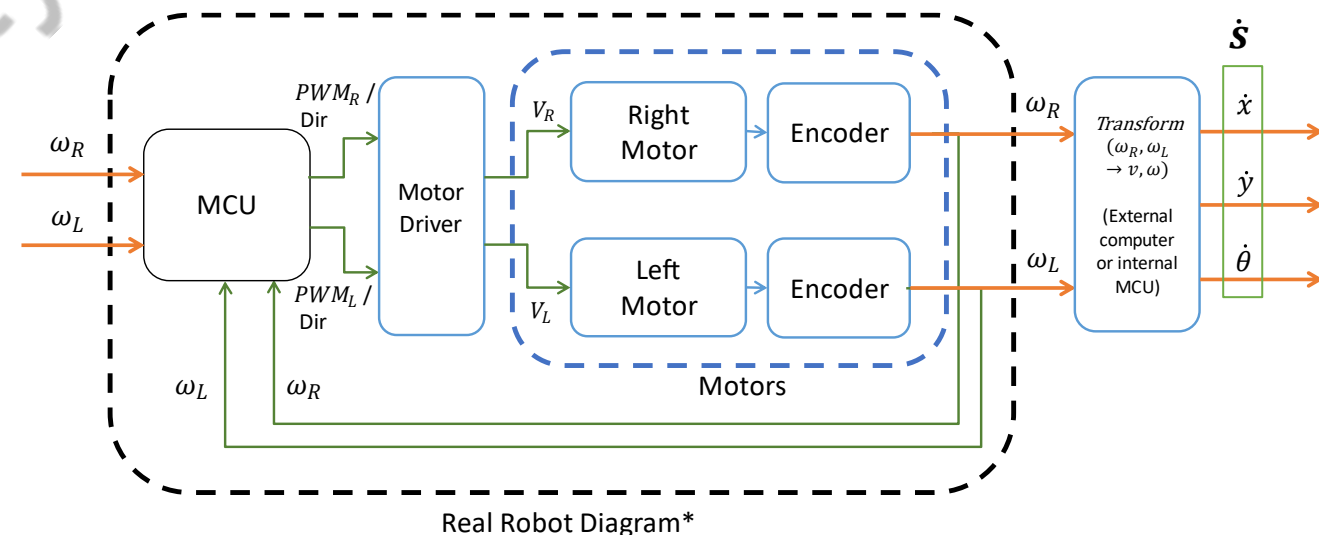 ṡ
ω_R
ω_L
MCU
PWM_R /
Dir
PWM_L /
Dir
Motor
Driver
V_R
V_L
Right
Motor
Encoder
Left
Motor
Encoder
Motors
ω_R
ω_L
ω_L
ω_R
Transform
(ω_R, ω_L
→ v, ω)
(External
computer
or internal
MCU)
ẋ
ẏ
θ̇
Real Robot Diagram*